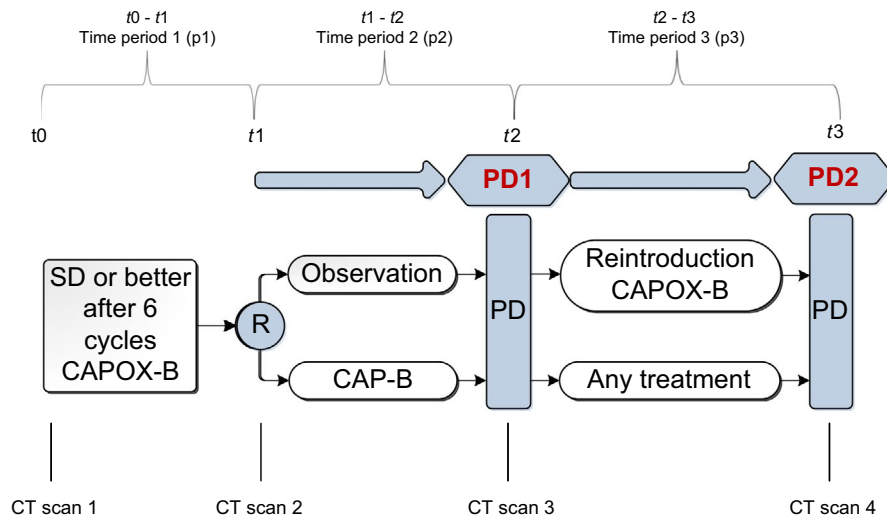 t0 - t1
Time period 1 (p1)
t1 - t2
Time period 2 (p2)
t2 - t3
Time period 3 (p3)
t0
t1
t2
t3
PD1
PD2
SD or better
after 6
cycles
CAPOX-B
R
Observation
CAP-B
PD
Reintroduction
CAPOX-B
Any treatment
PD
CT scan 1
CT scan 2
CT scan 3
CT scan 4